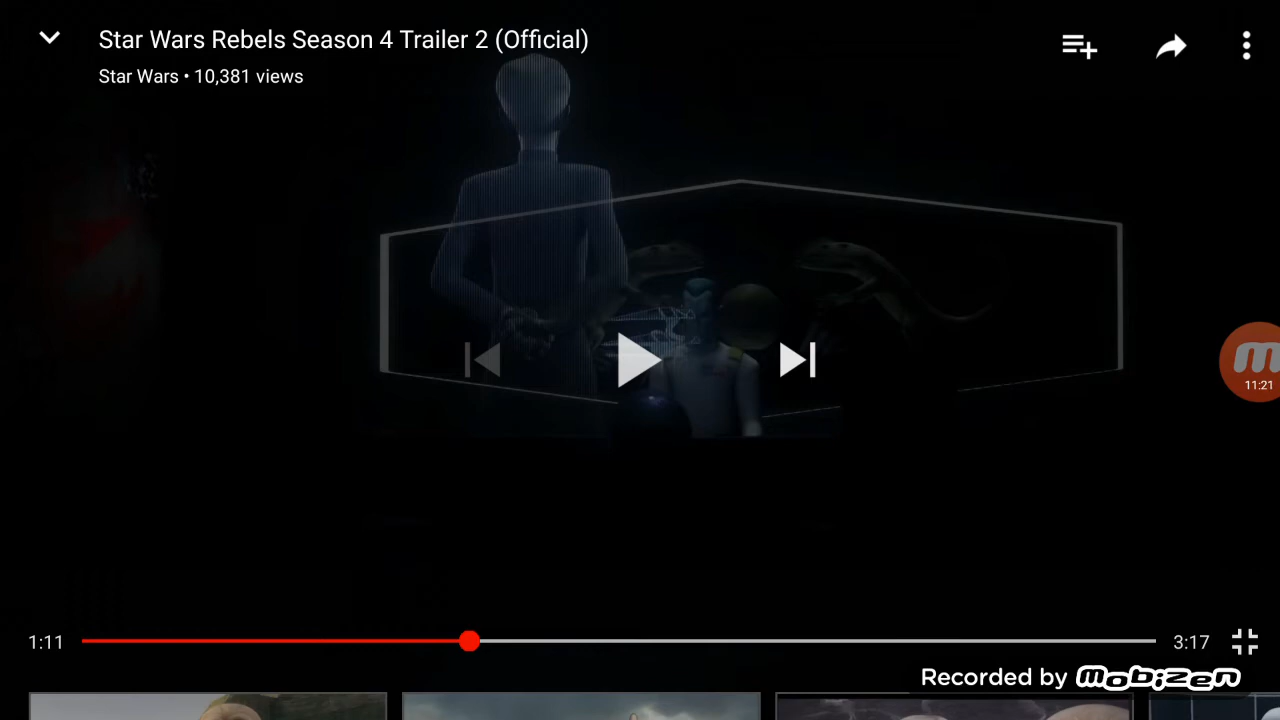 Star Wars Rebels Season 4 Trailer 2 (Official)
Star Wars • 10,381 views
11:21
1:11
3:17
Recorded by mobizen